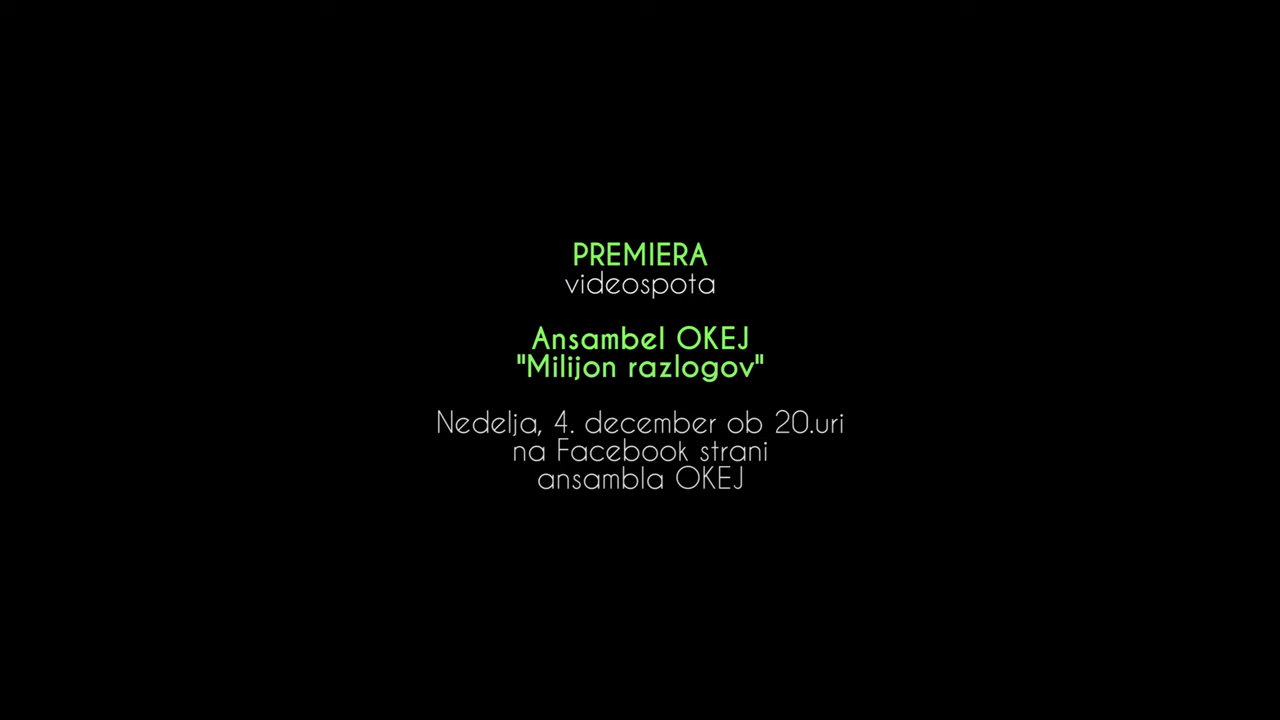 PREMIERA
videospota
Ansambel OKEJ
"Milijon razlogov"
Nedelja, 4. december ob 20.uri
na Facebook strani
ansambla OKEJ